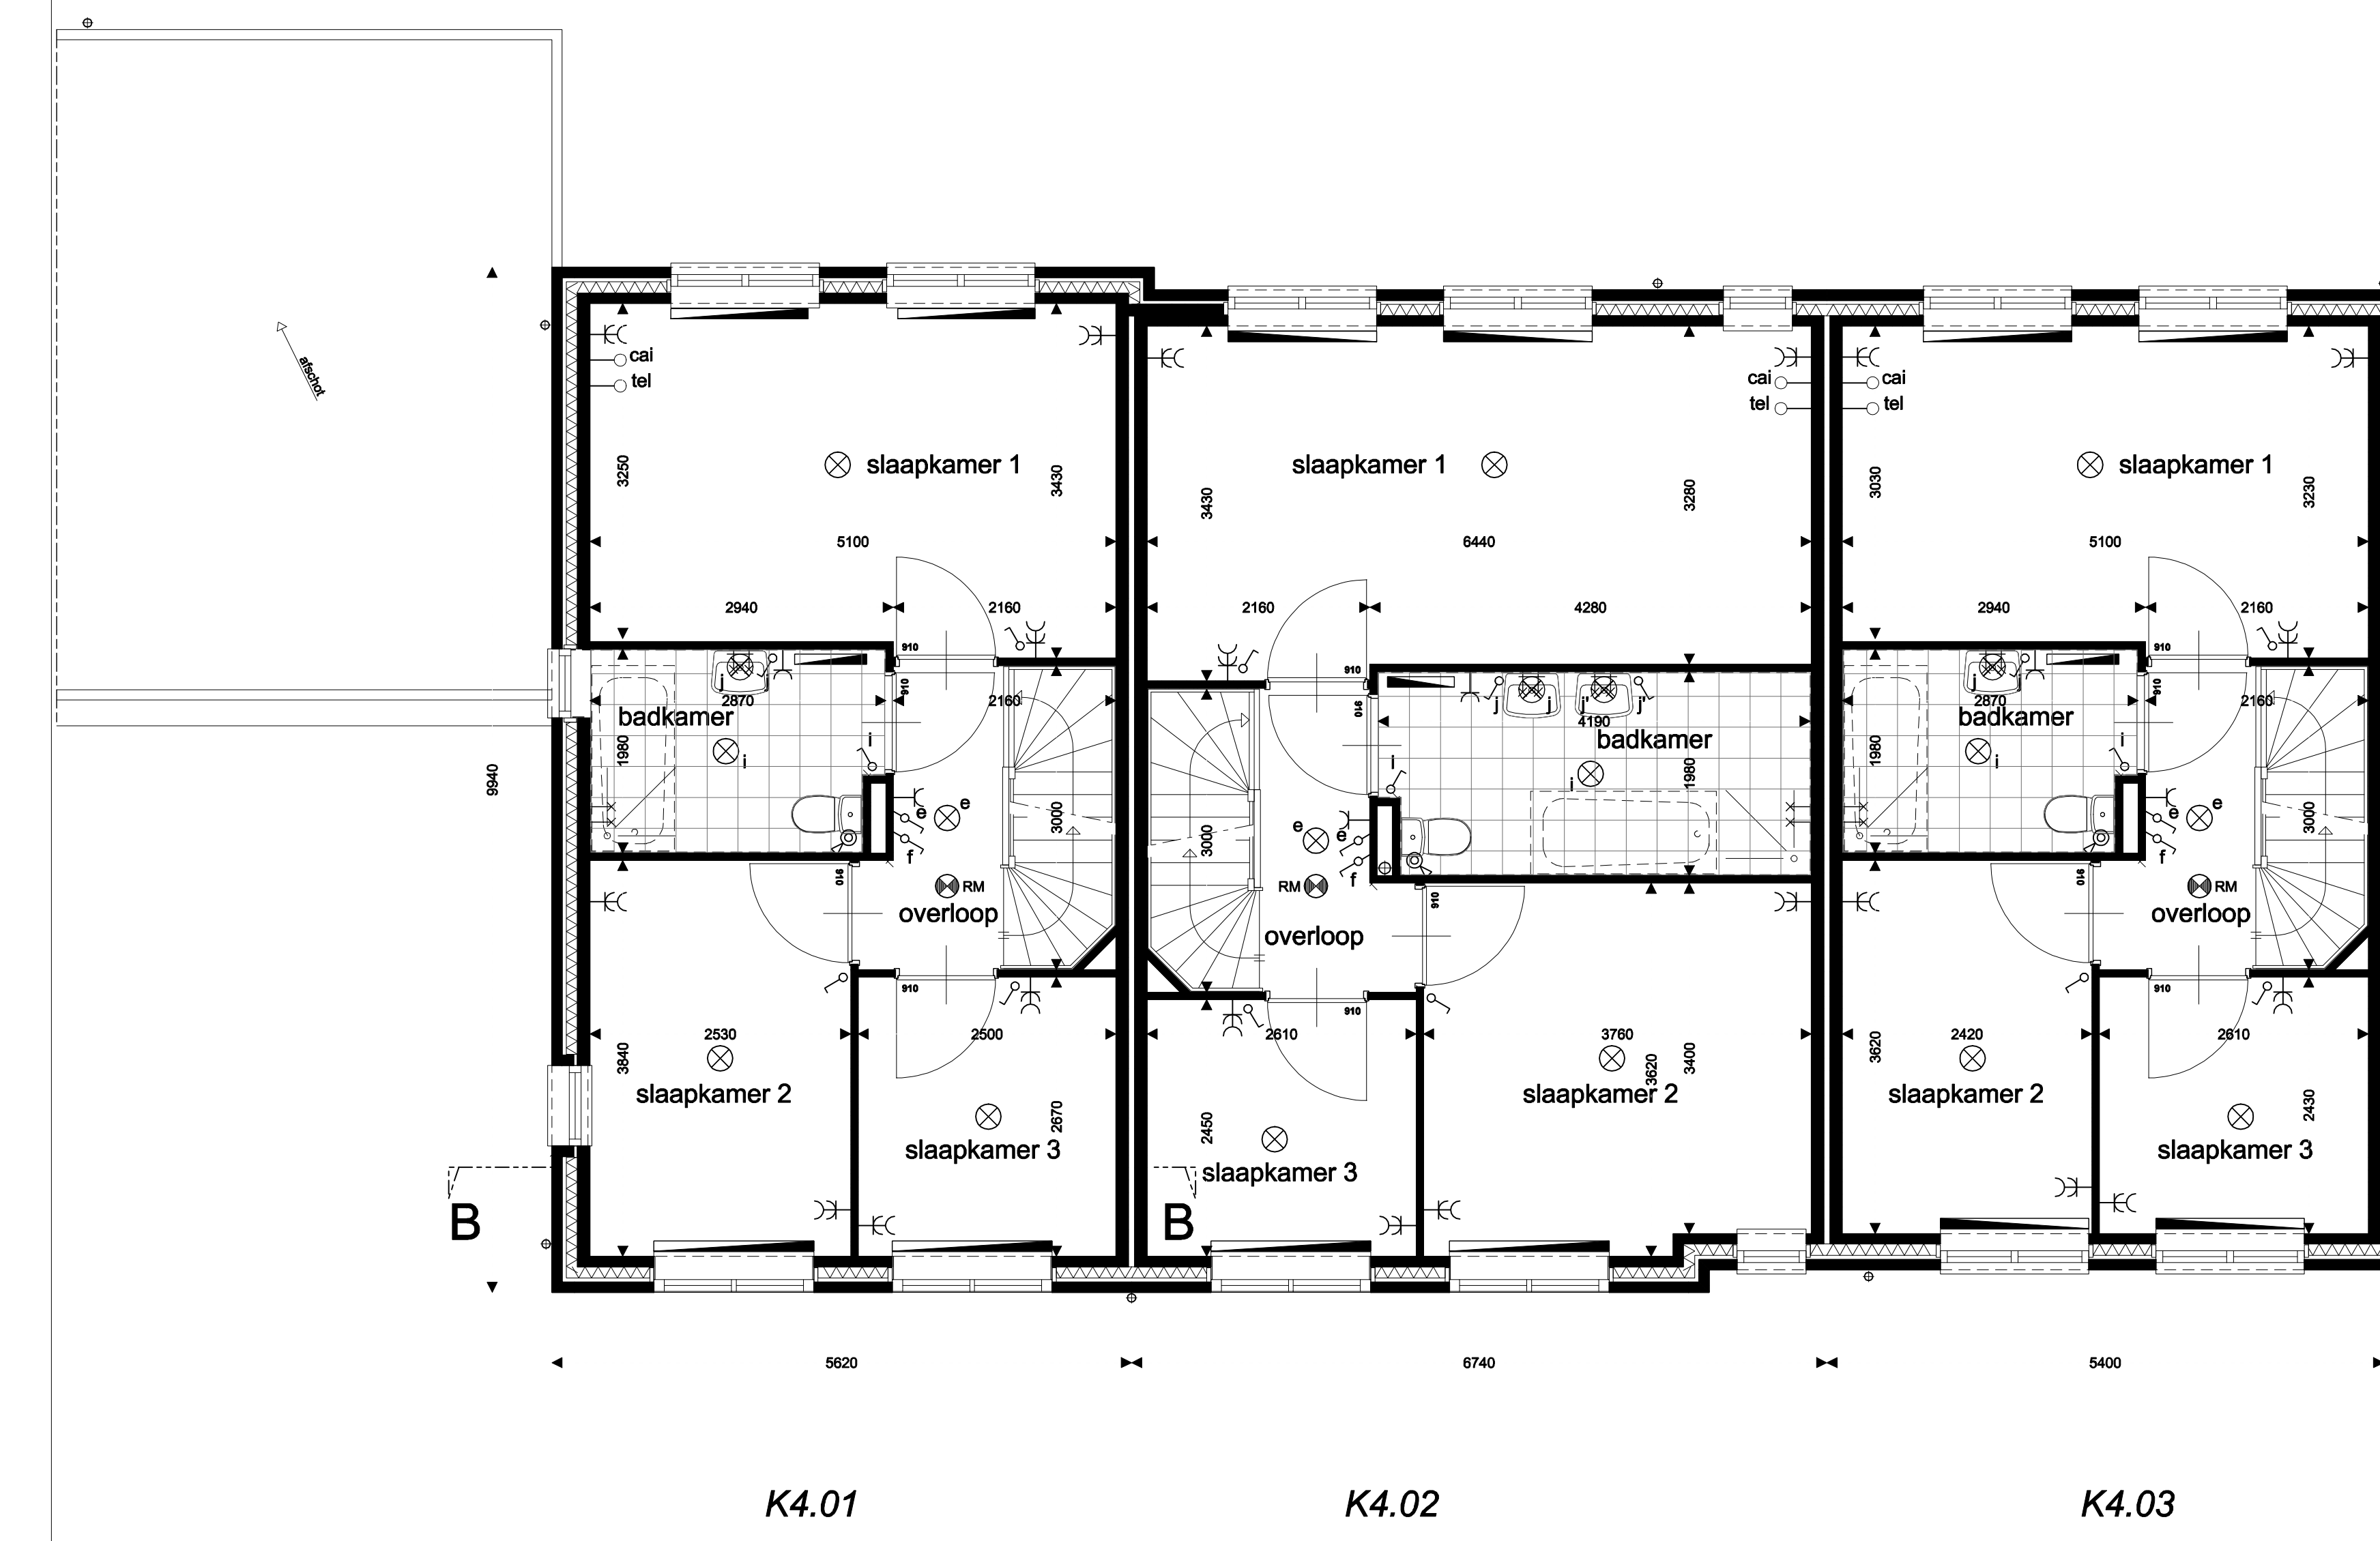 afschot
9940
B
cai
tel
slaapkamer 1
3250
3430
5100
2940
2160
910
910
j
j
2870
2160
badkamer
1980
i
i
e
e
f
3000
RM
overloop
910
910
2530
2500
3840
slaapkamer 2
2670
slaapkamer 3
5620
K4.01
cai
tel
slaapkamer 1
3430
3280
6440
2160
4280
910
910
j
j
j'
j'
4190
badkamer
1980
i
i
e
e
f
3000
RM
overloop
910
910
2610
3760
3620
3400
slaapkamer 2
2450
slaapkamer 3
B
6740
K4.02
cai
tel
slaapkamer 1
3030
3230
5100
2940
2160
910
910
j
j
2870
2160
badkamer
1980
i
i
e
e
f
3000
RM
overloop
910
910
2420
2610
3620
slaapkamer 2
2430
slaapkamer 3
5400
K4.03